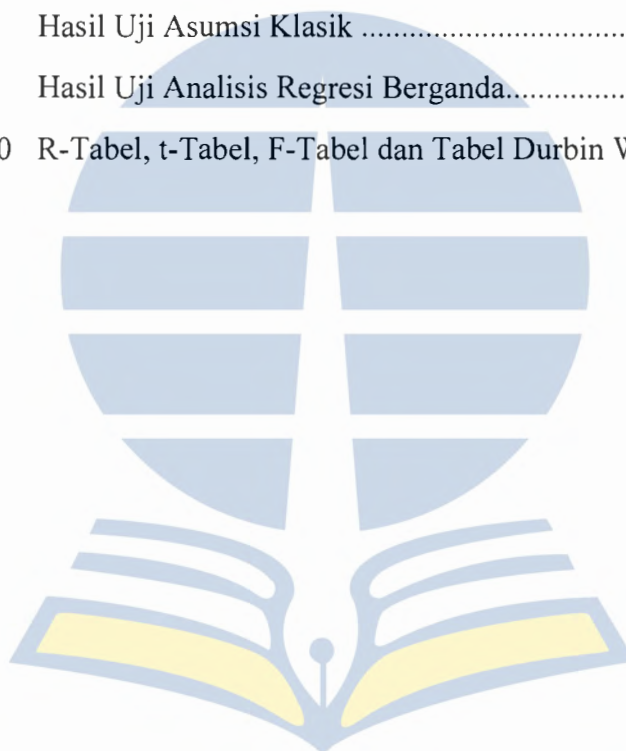 Hasil Uji Asumsi Klasik ................................
Hasil Uji Analisis Regresi Berganda.................
0 R-Tabel, t-Tabel, F-Tabel dan Tabel Durbin W